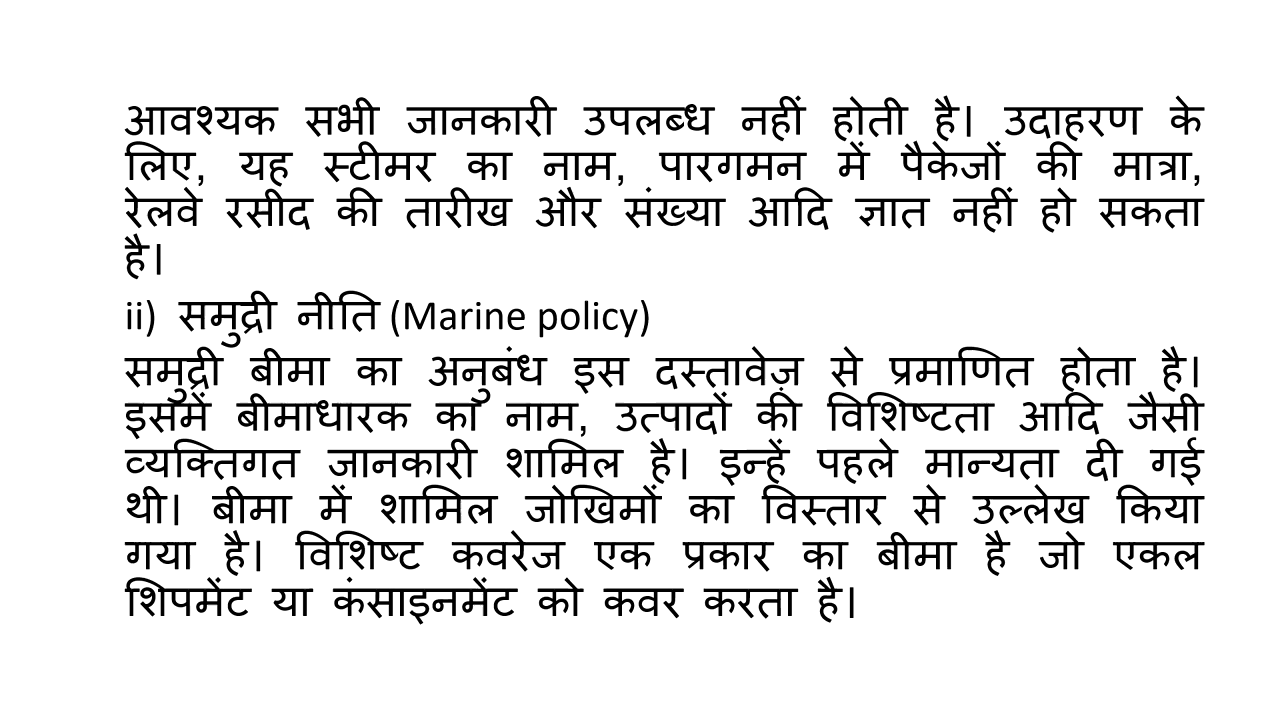 आवश्यक सभी जानकारी उपलब्ध नहीं होती है। उदाहरण के
लिए, यह स्टीमर का नाम, पारगमन में पैकेजों की मात्रा,
रेलवे रसीद की तारीख और संख्या आदि ज्ञात नहीं हो सकता
है।
ii) समुद्री नीति (Marine policy)
समुद्री बीमा का अनुबंध इस दस्तावेज़ से प्रमाणित होता है।
इसमें बीमाधारक का नाम, उत्पादों की विशिष्टता आदि जैसी
व्यक्तिगत जानकारी शामिल है। इन्हें पहले मान्यता दी गई
थी। बीमा में शामिल जोखिमों का विस्तार से उल्लेख किया
गया है। विशिष्ट कवरेज एक प्रकार का बीमा है जो एकल
शिपमेंट या कंसाइनमेंट को कवर करता है।